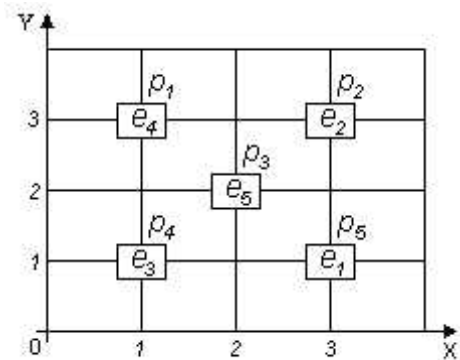 Y
p₁ p₂
3 e₄ e₂
p₃
2 e₅
p₄ p₅
1 e₃ e₁
0 1 2 3 X